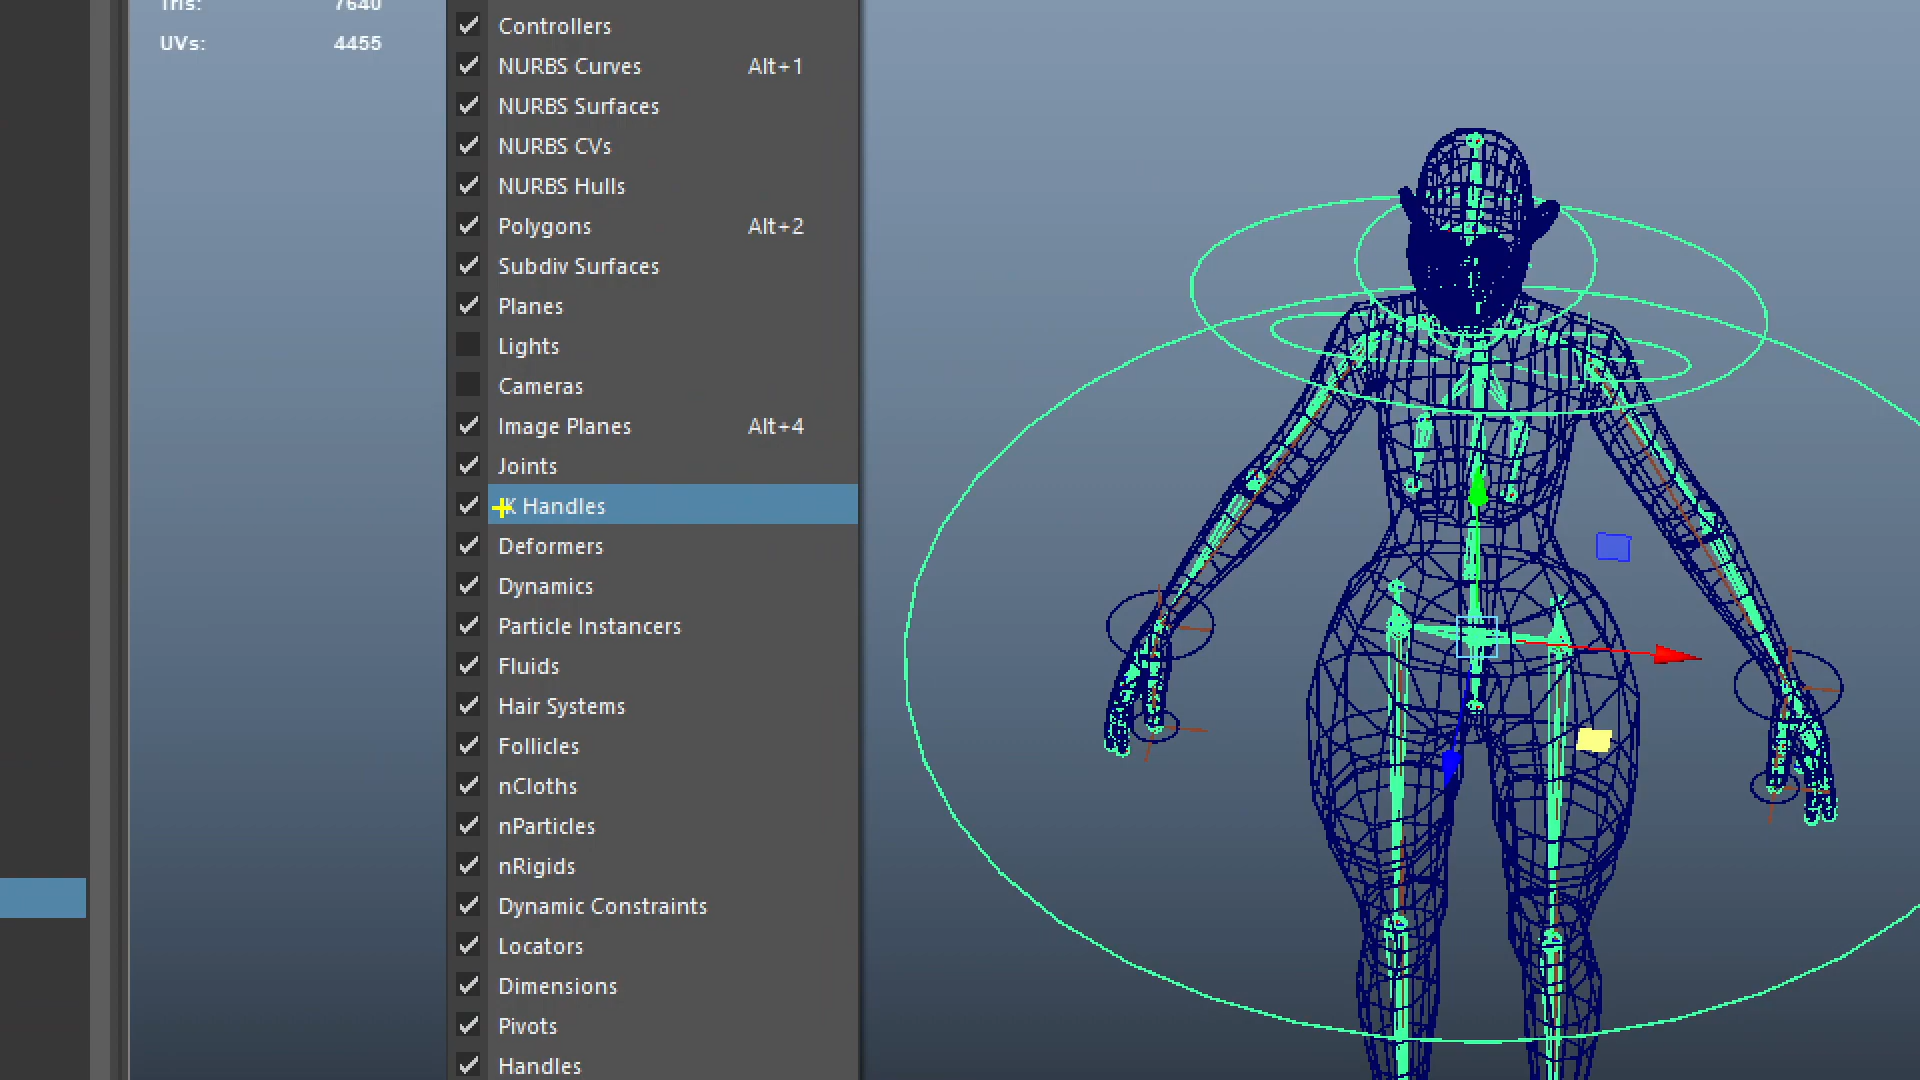 Tris: 7640
UVs: 4455
Controllers
NURBS Curves Alt+1
NURBS Surfaces
NURBS CVs
NURBS Hulls
Polygons Alt+2
Subdiv Surfaces
Planes
Lights
Cameras
Image Planes Alt+4
Joints
IK Handles
Deformers
Dynamics
Particle Instancers
Fluids
Hair Systems
Follicles
nCloths
nParticles
nRigids
Dynamic Constraints
Locators
Dimensions
Pivots
Handles